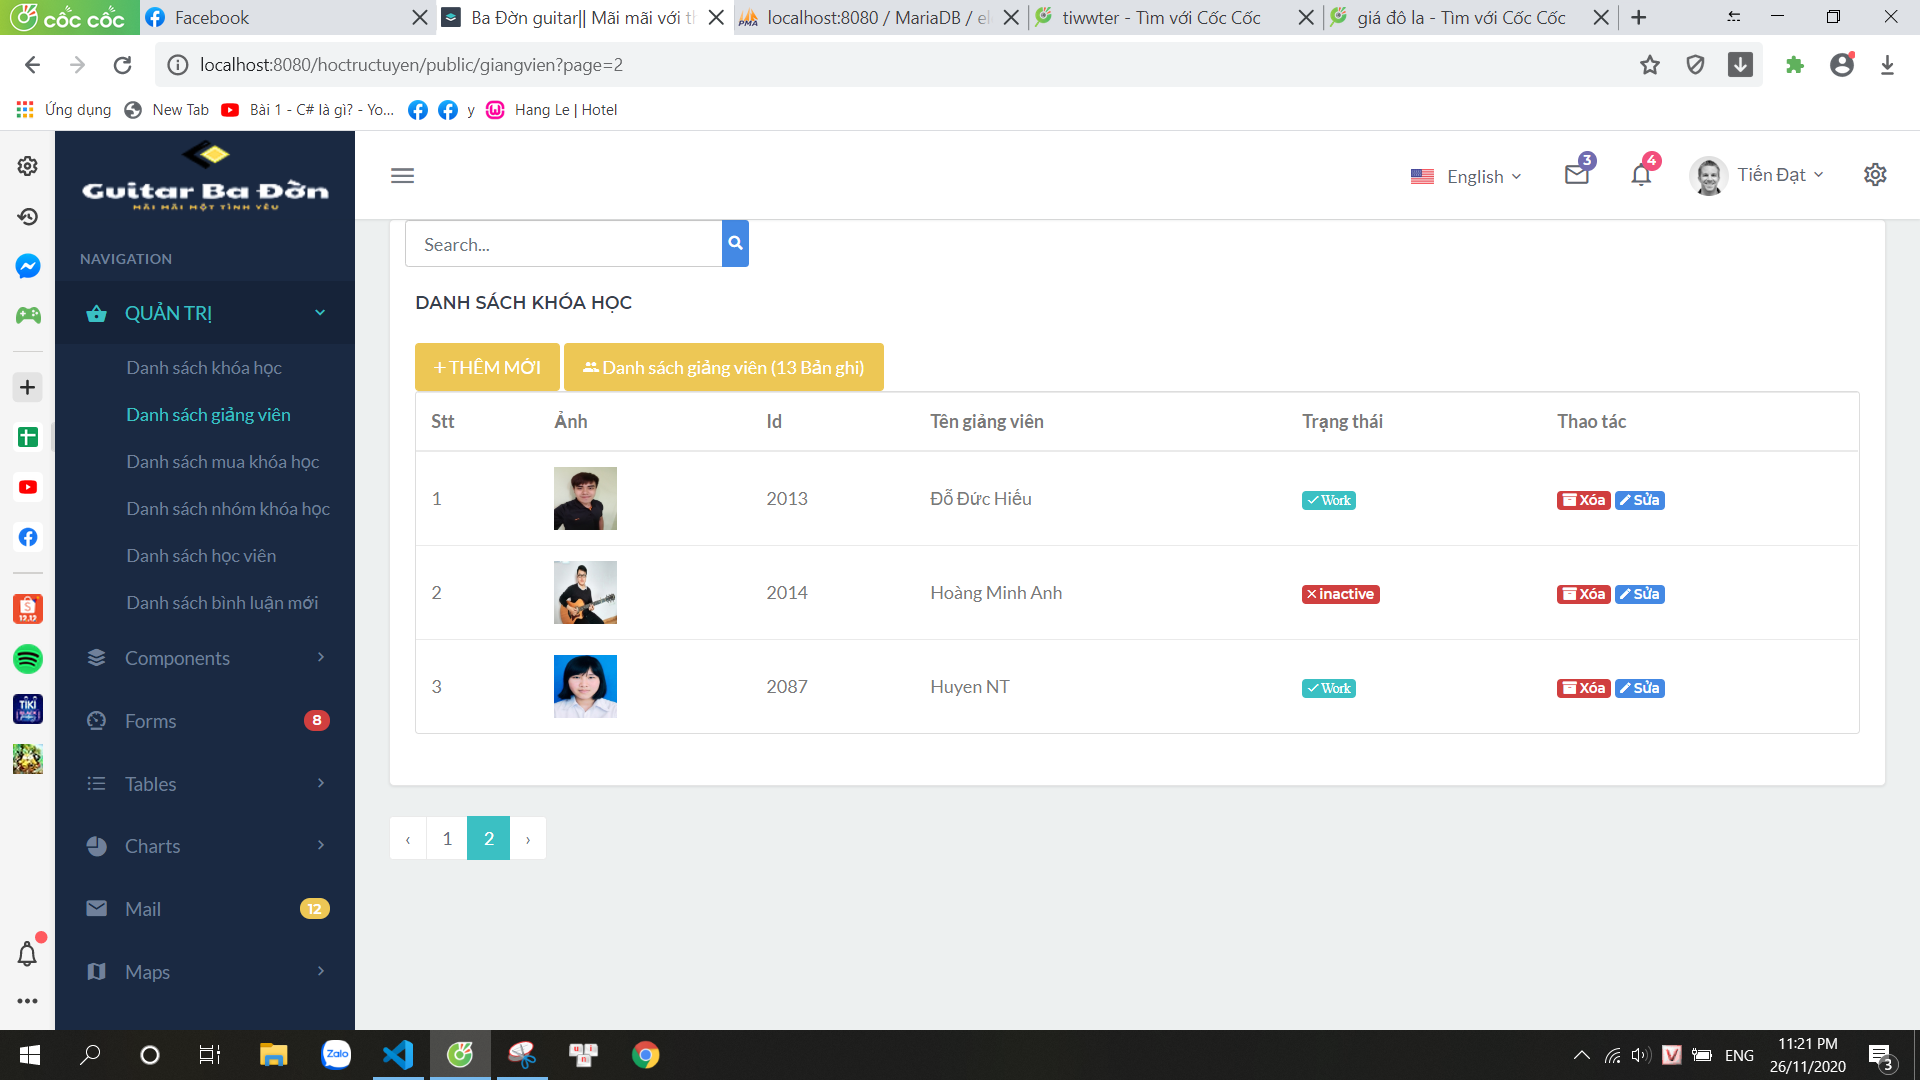 cốc cốc
Facebook
Ba Đờn guitar|| Mãi mãi với th
localhost:8080 / MariaDB / el
tiwwter - Tìm với Cốc Cốc
giá đô la - Tìm với Cốc Cốc
localhost:8080/hoctructuyen/public/giangvien?page=2
Ứng dụng
New Tab
Bài 1 - C# là gì? - Yo...
y
Hang Le | Hotel
Guitar Ba Đờn
MÃI MÃI MỘT TÌNH YÊU
English
3
4
Tiến Đạt
NAVIGATION
QUẢN TRỊ
Danh sách khóa học
Danh sách giảng viên
Danh sách mua khóa học
Danh sách nhóm khóa học
Danh sách học viên
Danh sách bình luận mới
Components
Forms 8
Tables
Charts
Mail 12
Maps
Search...
DANH SÁCH KHÓA HỌC
+ THÊM MỚI
Danh sách giảng viên (13 Bản ghi)
Stt Ảnh Id Tên giảng viên Trạng thái Thao tác
1 2013 Đỗ Đức Hiếu Work Xóa Sửa
2 2014 Hoàng Minh Anh inactive Xóa Sửa
3 2087 Huyen NT Work Xóa Sửa
‹ 1 2 ›
12.12
TIKI
Zalo
ENG
11:21 PM
26/11/2020
3